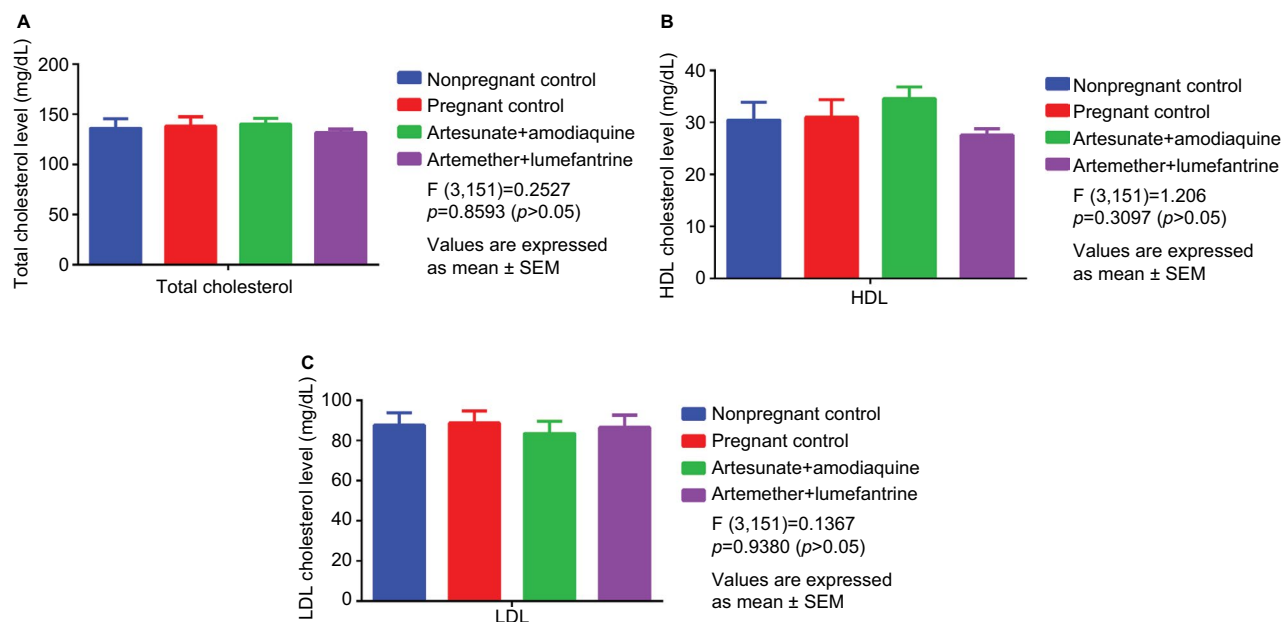 A
Total cholesterol level (mg/dL)
200
150
100
50
0
Total cholesterol
Nonpregnant control
Pregnant control
Artesunate+amodiaquine
Artemether+lumefantrine
F (3,151)=0.2527
p=0.8593 (p>0.05)
Values are expressed
as mean ± SEM
B
HDL cholesterol level (mg/dL)
40
30
20
10
0
HDL
Nonpregnant control
Pregnant control
Artesunate+amodiaquine
Artemether+lumefantrine
F (3,151)=1.206
p=0.3097 (p>0.05)
Values are expressed
as mean ± SEM
C
LDL cholesterol level (mg/dL)
100
80
60
40
20
0
LDL
Nonpregnant control
Pregnant control
Artesunate+amodiaquine
Artemether+lumefantrine
F (3,151)=0.1367
p=0.9380 (p>0.05)
Values are expressed
as mean ± SEM